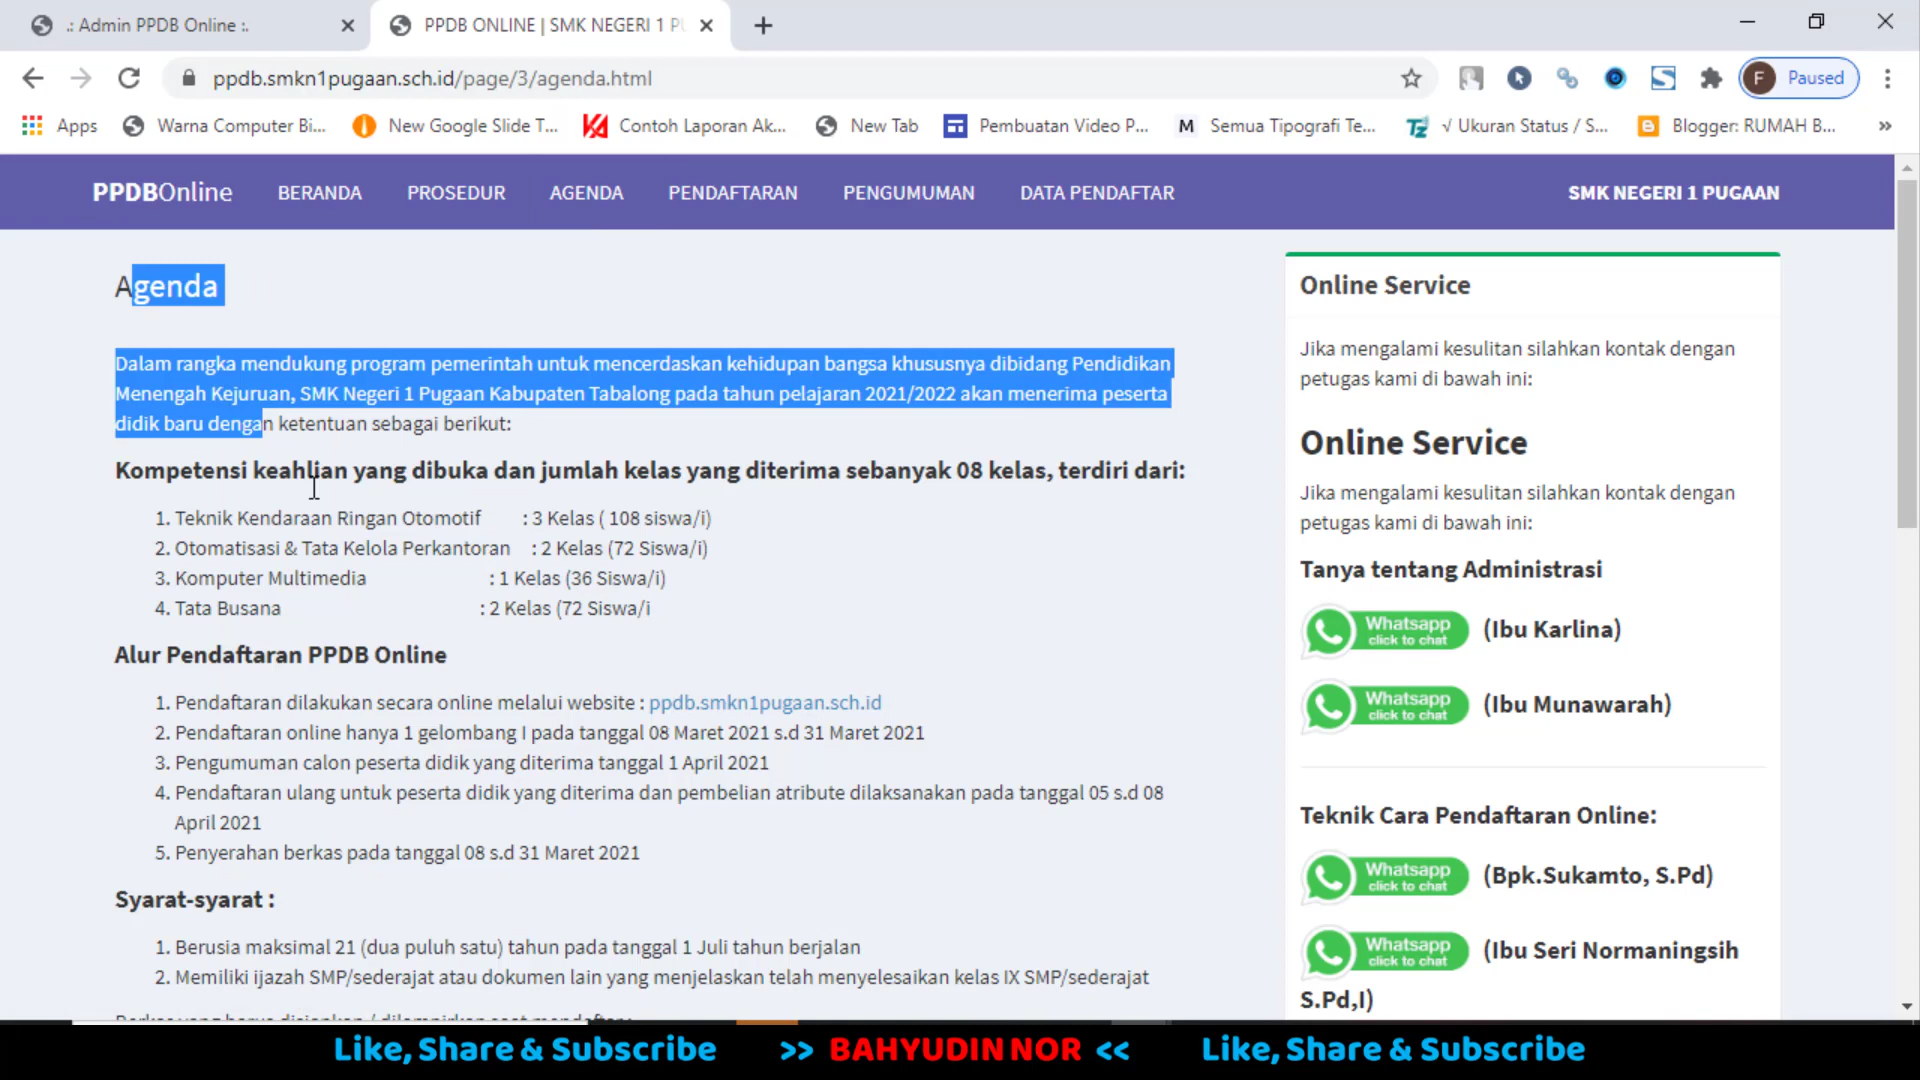 .: Admin PPDB Online :.
PPDB ONLINE | SMK NEGERI 1 P
ppdb.smkn1pugaan.sch.id/page/3/agenda.html
F Paused
Apps
Warna Computer Bi...
New Google Slide T...
Contoh Laporan Ak...
New Tab
Pembuatan Video P...
M Semua Tipografi Te...
√ Ukuran Status / S...
Blogger: RUMAH B...
»
PPDBOnline
BERANDA
PROSEDUR
AGENDA
PENDAFTARAN
PENGUMUMAN
DATA PENDAFTAR
SMK NEGERI 1 PUGAAN
Agenda
Dalam rangka mendukung program pemerintah untuk mencerdaskan kehidupan bangsa khususnya dibidang Pendidikan
Menengah Kejuruan, SMK Negeri 1 Pugaan Kabupaten Tabalong pada tahun pelajaran 2021/2022 akan menerima peserta
didik baru dengan ketentuan sebagai berikut:
Kompetensi keahlian yang dibuka dan jumlah kelas yang diterima sebanyak 08 kelas, terdiri dari:
1. Teknik Kendaraan Ringan Otomotif : 3 Kelas ( 108 siswa/i)
2. Otomatisasi & Tata Kelola Perkantoran : 2 Kelas (72 Siswa/i)
3. Komputer Multimedia : 1 Kelas (36 Siswa/i)
4. Tata Busana : 2 Kelas (72 Siswa/i
Alur Pendaftaran PPDB Online
1. Pendaftaran dilakukan secara online melalui website : ppdb.smkn1pugaan.sch.id
2. Pendaftaran online hanya 1 gelombang I pada tanggal 08 Maret 2021 s.d 31 Maret 2021
3. Pengumuman calon peserta didik yang diterima tanggal 1 April 2021
4. Pendaftaran ulang untuk peserta didik yang diterima dan pembelian atribute dilaksanakan pada tanggal 05 s.d 08
April 2021
5. Penyerahan berkas pada tanggal 08 s.d 31 Maret 2021
Syarat-syarat :
1. Berusia maksimal 21 (dua puluh satu) tahun pada tanggal 1 Juli tahun berjalan
2. Memiliki ijazah SMP/sederajat atau dokumen lain yang menjelaskan telah menyelesaikan kelas IX SMP/sederajat
Online Service
Jika mengalami kesulitan silahkan kontak dengan
petugas kami di bawah ini:
Online Service
Jika mengalami kesulitan silahkan kontak dengan
petugas kami di bawah ini:
Tanya tentang Administrasi
Whatsapp
click to chat
(Ibu Karlina)
Whatsapp
click to chat
(Ibu Munawarah)
Teknik Cara Pendaftaran Online:
Whatsapp
click to chat
(Bpk.Sukamto, S.Pd)
Whatsapp
click to chat
(Ibu Seri Normaningsih
S.Pd,I)
Like, Share & Subscribe >> BAHYUDIN NOR << Like, Share & Subscribe